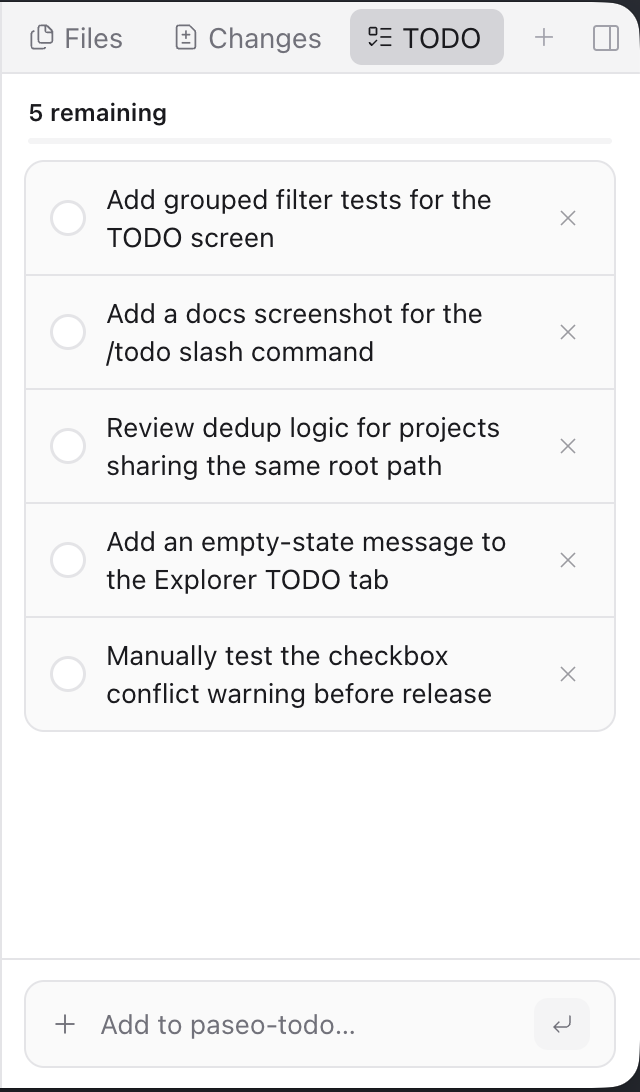 Files
Changes
TODO
5 remaining
Add grouped filter tests for the
TODO screen
Add a docs screenshot for the
/todo slash command
Review dedup logic for projects
sharing the same root path
Add an empty-state message to
the Explorer TODO tab
Manually test the checkbox
conflict warning before release
Add to paseo-todo...